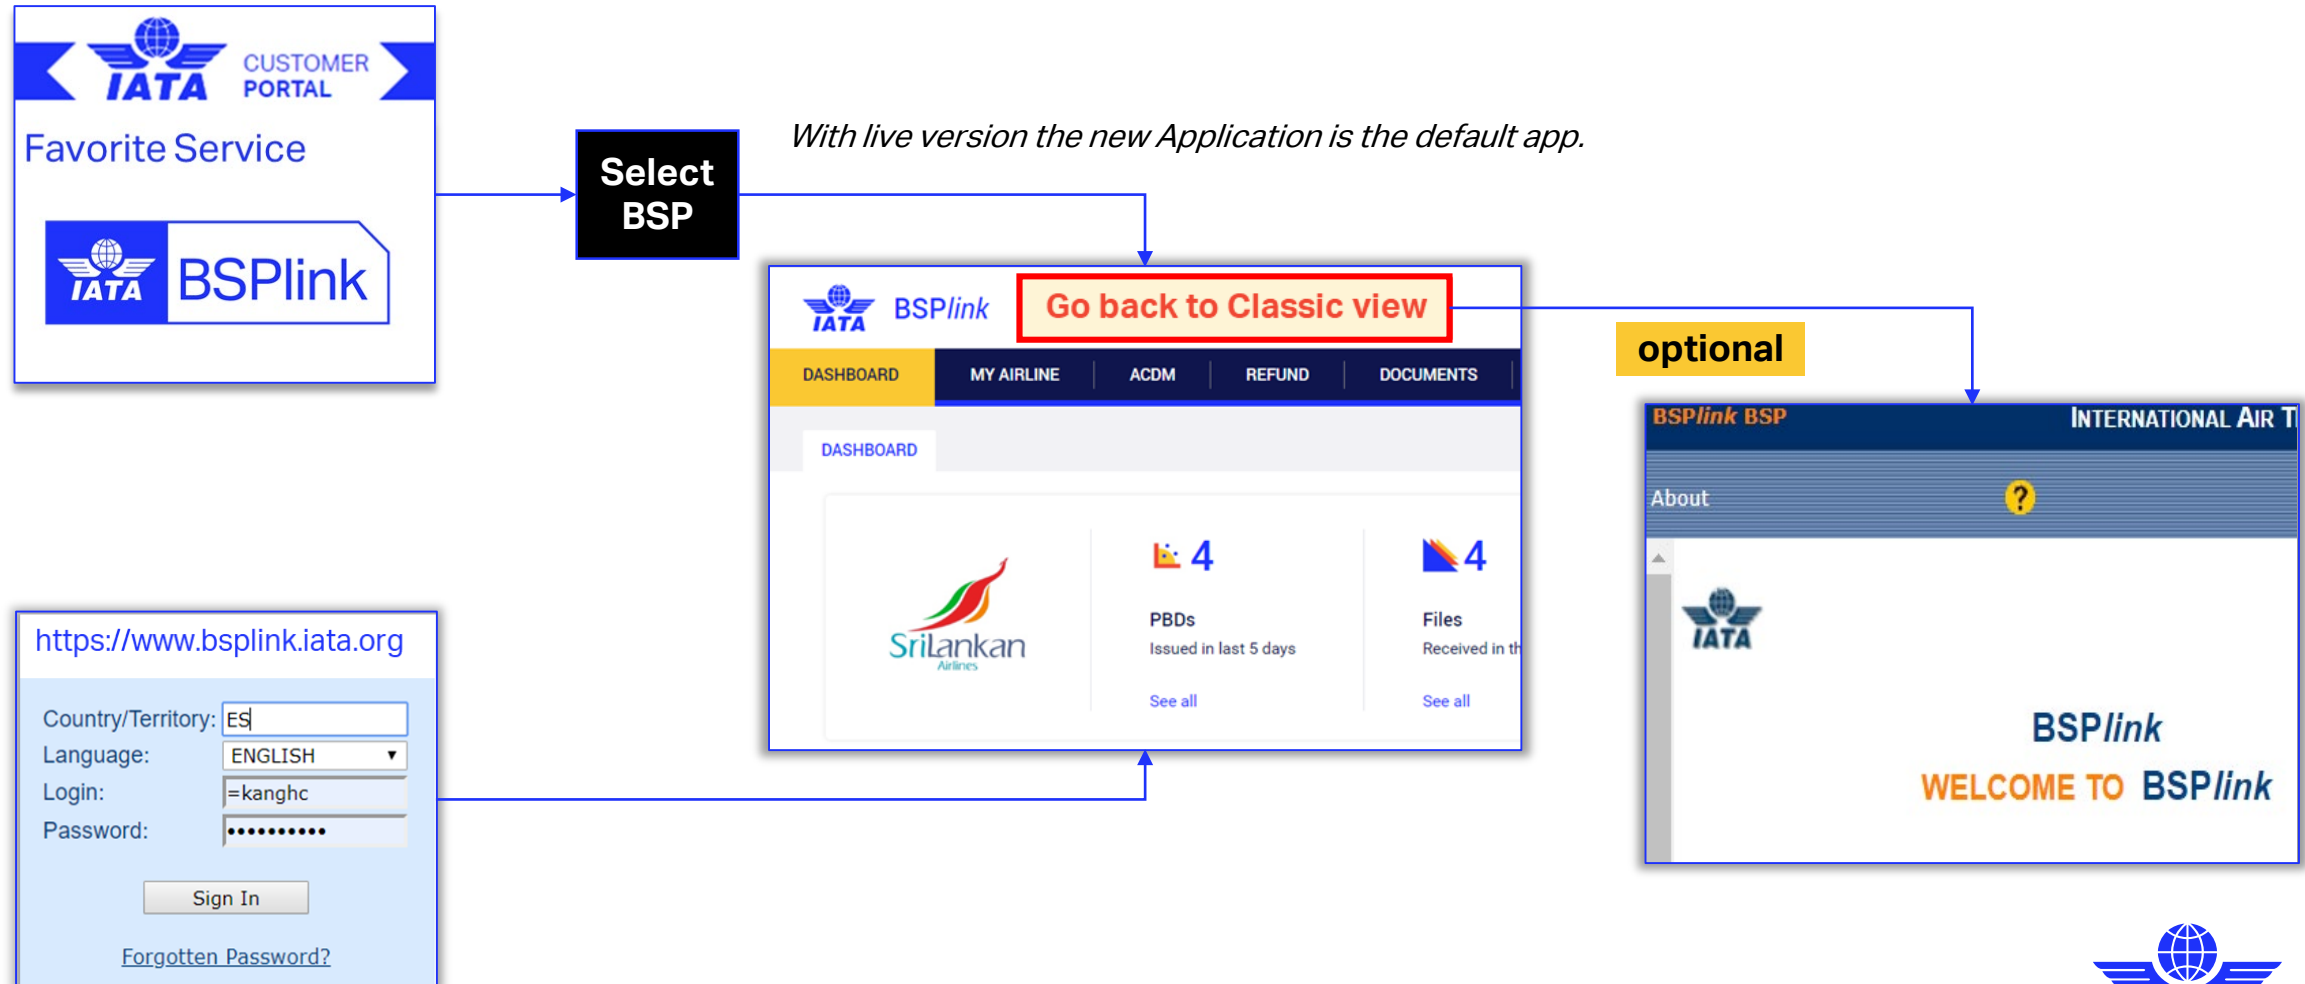 IATA
CUSTOMER
PORTAL
Favorite Service
IATA
BSPlink
Select
BSP
With live version the new Application is the default app.
IATA
BSPlink
Go back to Classic view
DASHBOARD
MY AIRLINE
ACDM
REFUND
DOCUMENTS
DASHBOARD
SriLankan
Airlines
4
PBDs
Issued in last 5 days
See all
4
Files
Received in th
See all
optional
BSPlink BSP
INTERNATIONAL AIR T
About
?
IATA
BSPlink
WELCOME TO BSPlink
https://www.bsplink.iata.org
Country/Territory: ES
Language: ENGLISH
Login: =kanghc
Password: ••••••••••
Sign In
Forgotten Password?